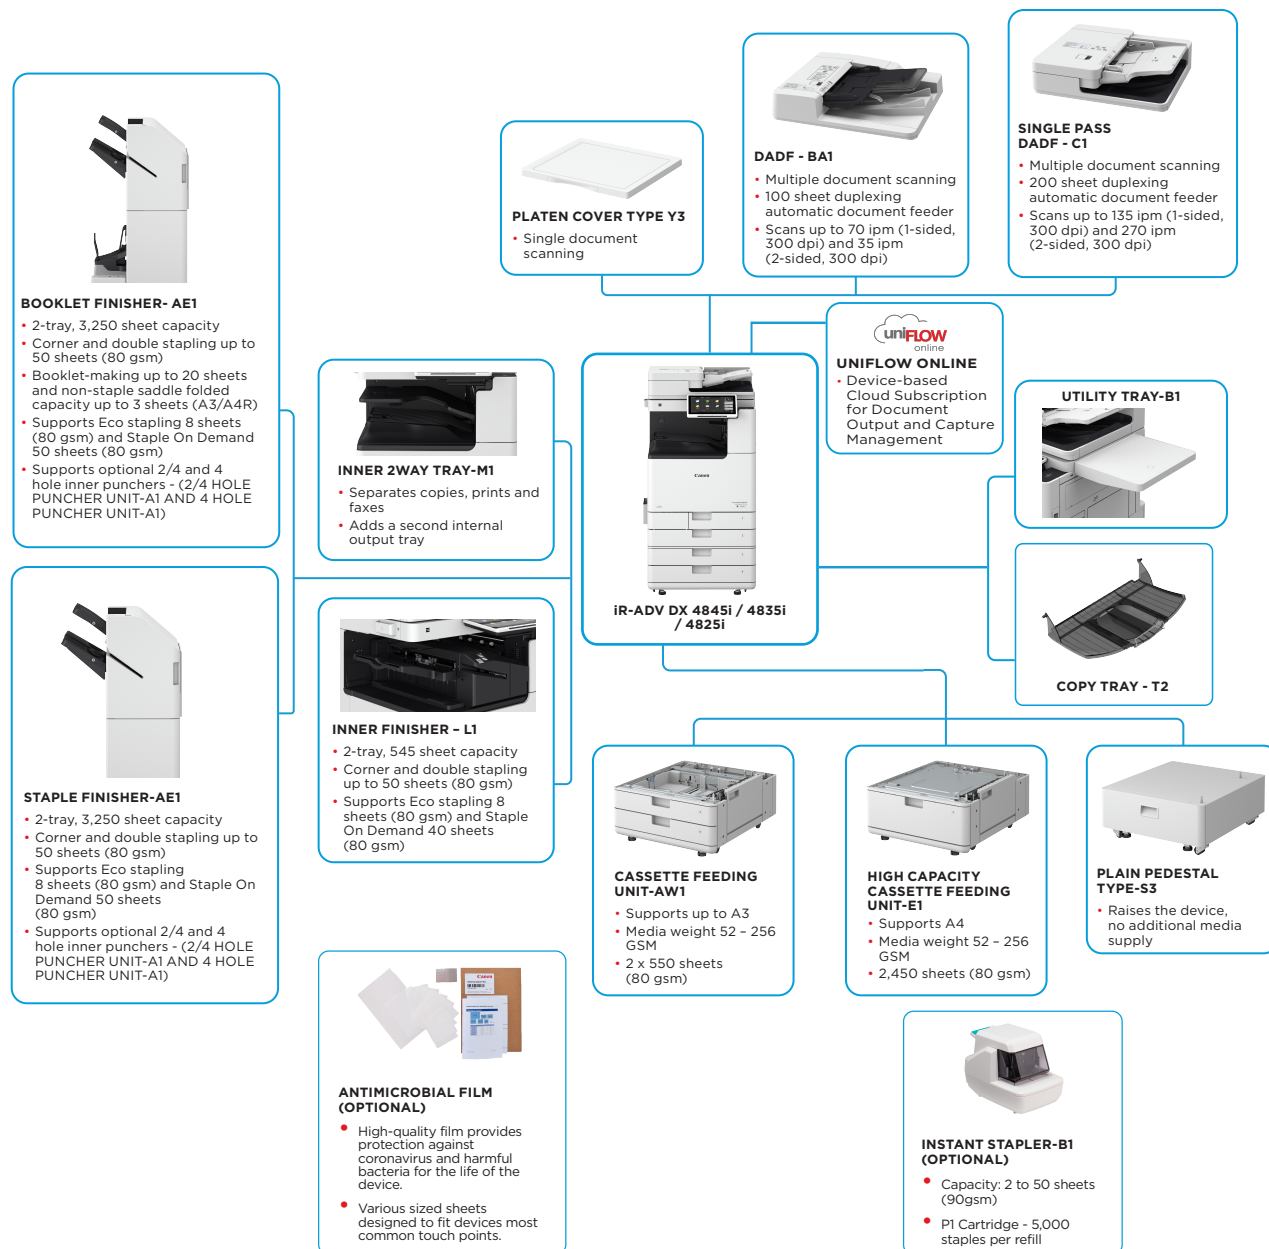 BOOKLET FINISHER- AE1
• 2-tray, 3,250 sheet capacity
• Corner and double stapling up to
50 sheets (80 gsm)
• Booklet-making up to 20 sheets
and non-staple saddle folded
capacity up to 3 sheets (A3/A4R)
• Supports Eco stapling 8 sheets
(80 gsm) and Staple On Demand
50 sheets (80 gsm)
• Supports optional 2/4 and 4
hole inner punchers - (2/4 HOLE
PUNCHER UNIT-A1 AND 4 HOLE
PUNCHER UNIT-A1)
STAPLE FINISHER-AE1
• 2-tray, 3,250 sheet capacity
• Corner and double stapling up to
50 sheets (80 gsm)
• Supports Eco stapling
8 sheets (80 gsm) and Staple On
Demand 50 sheets
(80 gsm)
• Supports optional 2/4 and 4
hole inner punchers - (2/4 HOLE
PUNCHER UNIT-A1 AND 4 HOLE
PUNCHER UNIT-A1)
INNER 2WAY TRAY-M1
• Separates copies, prints and
faxes
• Adds a second internal
output tray
INNER FINISHER – L1
• 2-tray, 545 sheet capacity
• Corner and double stapling
up to 50 sheets (80 gsm)
• Supports Eco stapling 8
sheets (80 gsm) and Staple
On Demand 40 sheets
(80 gsm)
PLATEN COVER TYPE Y3
• Single document
scanning
DADF - BA1
• Multiple document scanning
• 100 sheet duplexing
automatic document feeder
• Scans up to 70 ipm (1-sided,
300 dpi) and 35 ipm
(2-sided, 300 dpi)
SINGLE PASS
DADF - C1
• Multiple document scanning
• 200 sheet duplexing
automatic document feeder
• Scans up to 135 ipm (1-sided,
300 dpi) and 270 ipm
(2-sided, 300 dpi)
uniFLOW
online
UNIFLOW ONLINE
• Device-based
Cloud Subscription
for Document
Output and Capture
Management
Canon
iR-ADV DX 4845i / 4835i
/ 4825i
UTILITY TRAY-B1
COPY TRAY - T2
CASSETTE FEEDING
UNIT-AW1
• Supports up to A3
• Media weight 52 – 256
GSM
• 2 x 550 sheets
(80 gsm)
HIGH CAPACITY
CASSETTE FEEDING
UNIT-E1
• Supports A4
• Media weight 52 – 256
GSM
• 2,450 sheets (80 gsm)
PLAIN PEDESTAL
TYPE-S3
• Raises the device,
no additional media
supply
Canon
ANTIMICROBIAL FILM
(OPTIONAL)
• High-quality film provides
protection against
coronavirus and harmful
bacteria for the life of the
device.
• Various sized sheets
designed to fit devices most
common touch points.
INSTANT STAPLER-B1
(OPTIONAL)
• Capacity: 2 to 50 sheets
(90gsm)
• P1 Cartridge - 5,000
staples per refill